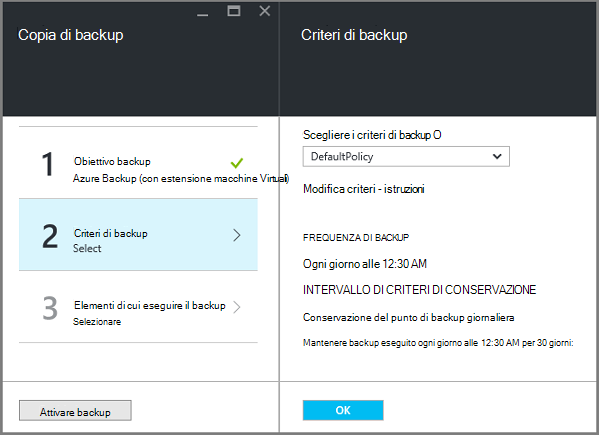 Copia di backup
1
Obiettivo backup
Azure Backup (con estensione macchine Virtuali)
2
Criteri di backup
Select
3
Elementi di cui eseguire il backup
Selezionare
Attivare backup
Criteri di backup
Scegliere i criteri di backup O
DefaultPolicy
Modifica criteri - istruzioni
FREQUENZA DI BACKUP
Ogni giorno alle 12:30 AM
INTERVALLO DI CRITERI DI CONSERVAZIONE
Conservazione del punto di backup giornaliera
Mantenere backup eseguito ogni giorno alle 12:30 AM per 30 giorni:
OK